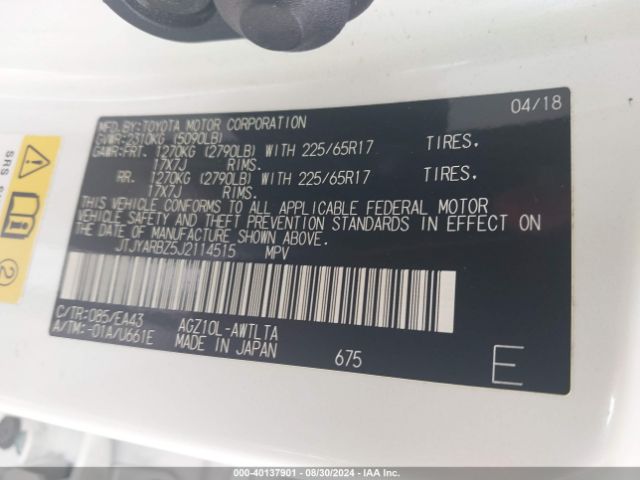 04/18
MFD.BY:TOYOTA MOTOR CORPORATION
GVWR:2310KG (5090LB)
GAWR:FRT. 1270KG (2790LB) WITH 225/65R17 TIRES.
17X7J RIMS.
RR. 1270KG (2790LB) WITH 225/65R17 TIRES.
17X7J RIMS.
THIS VEHICLE CONFORMS TO ALL APPLICABLE FEDERAL MOTOR
VEHICLE SAFETY AND THEFT PREVENTION STANDARDS IN EFFECT ON
THE DATE OF MANUFACTURE SHOWN ABOVE.
JTJYARBZ5J2114515 MPV
C/TR:085/EA43 AGZ10L-AWTLTA
A/TM:-01A/U661E MADE IN JAPAN 675 E
SRS
2
000-40137901 - 08/30/2024 - IAA Inc.